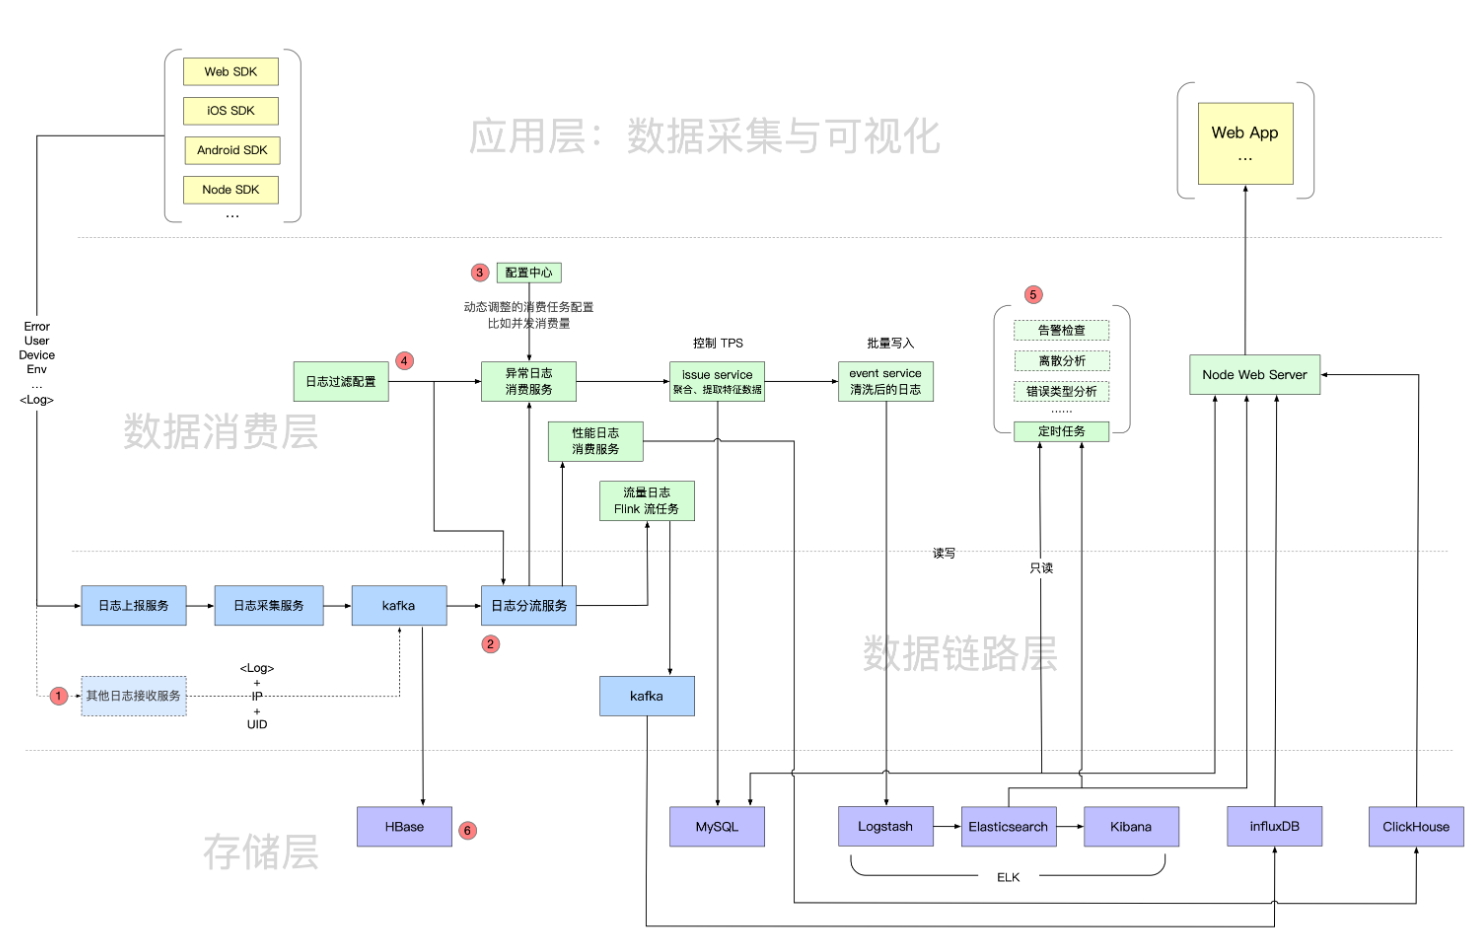 Web SDK
iOS SDK
Android SDK
Node SDK
...
应用层：数据采集与可视化
Web App
...
3
配置中心
动态调整的消费任务配置
比如并发消费量
5
告警检查
离散分析
错误类型分析
......
定时任务
Error
User
Device
Env
...
<Log>
4
日志过滤配置
异常日志
消费服务
控制 TPS
issue service
聚合、提取特征数据
批量写入
event service
清洗后的日志
Node Web Server
数据消费层
性能日志
消费服务
流量日志
Flink 流任务
读写
只读
日志上报服务
日志采集服务
kafka
日志分流服务
2
数据链路层
1
其他日志接收服务
<Log>
+
IP
+
UID
kafka
存储层
HBase
6
MySQL
Logstash
Elasticsearch
Kibana
ELK
influxDB
ClickHouse